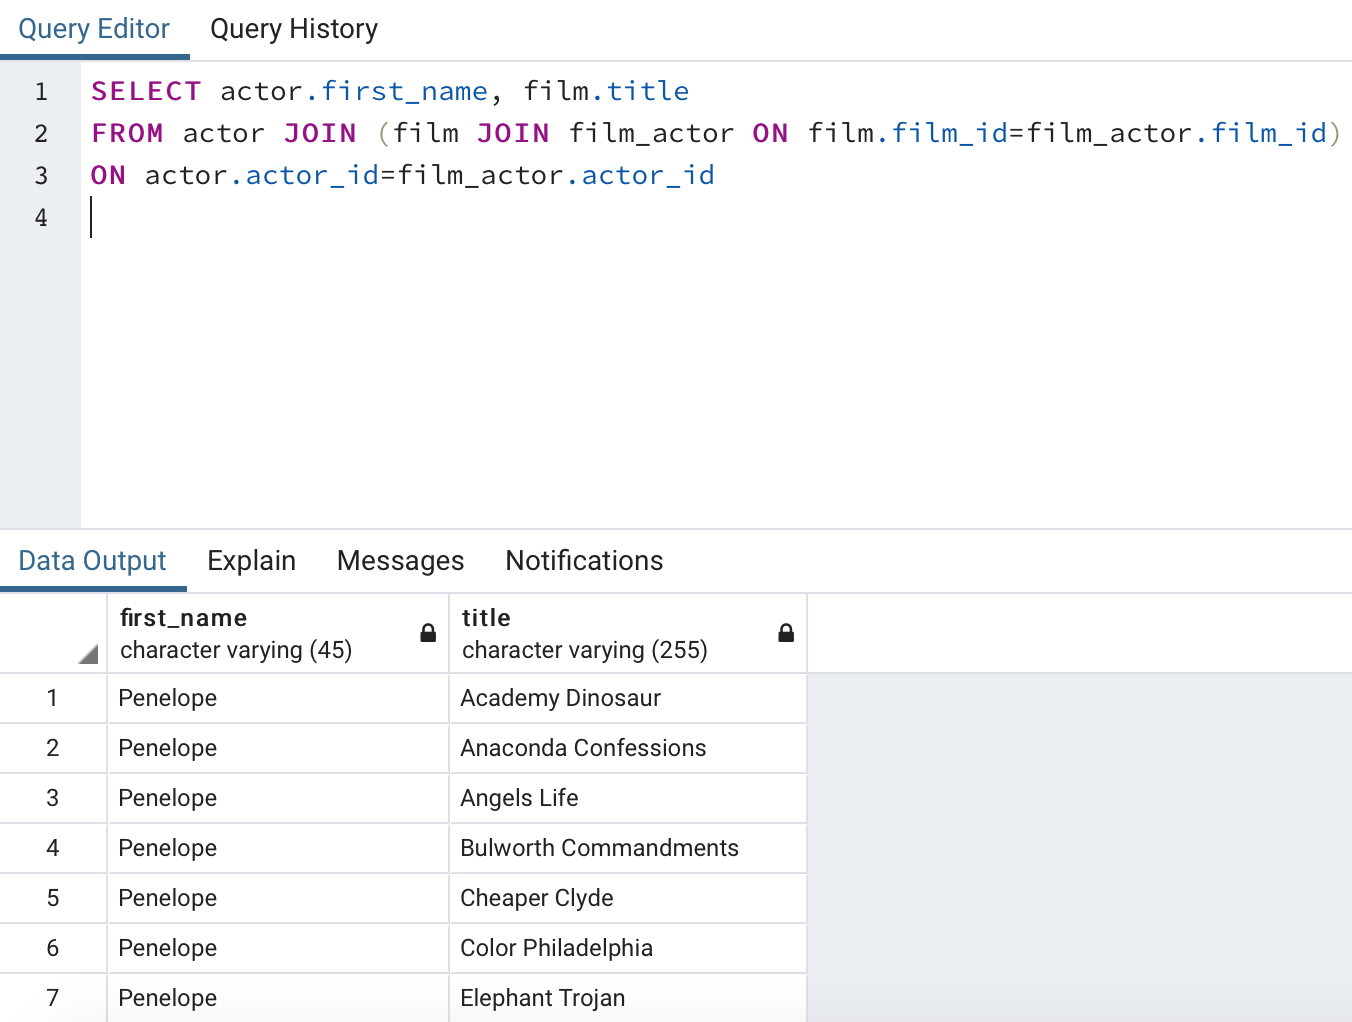 Query Editor Query History
1 SELECT actor.first_name, film.title
2 FROM actor JOIN (film JOIN film_actor ON film.film_id=film_actor.film_id)
3 ON actor.actor_id=film_actor.actor_id
4
Data Output Explain Messages Notifications
first_name title
character varying (45) character varying (255)
1 Penelope Academy Dinosaur
2 Penelope Anaconda Confessions
3 Penelope Angels Life
4 Penelope Bulworth Commandments
5 Penelope Cheaper Clyde
6 Penelope Color Philadelphia
7 Penelope Elephant Trojan